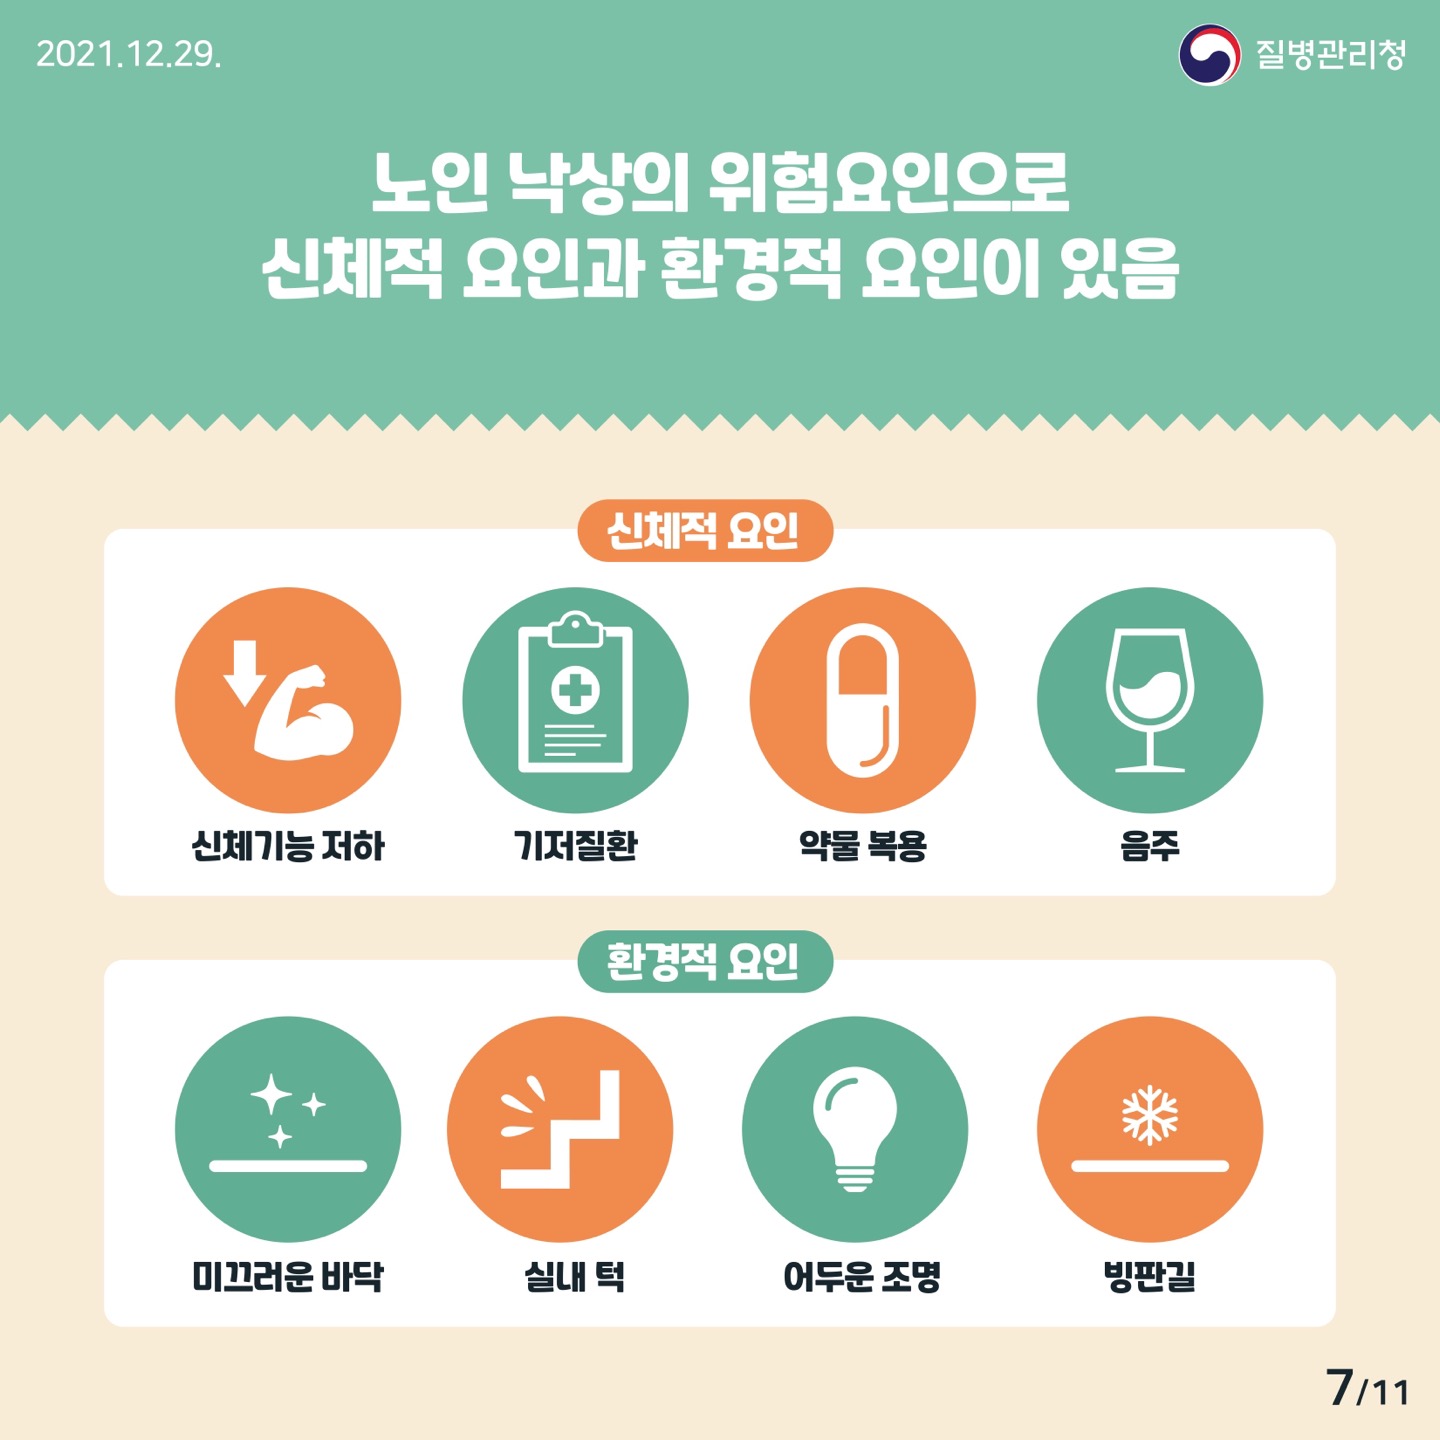 2021.12.29.
질병관리청
노인 낙상의 위험요인으로
신체적 요인과 환경적 요인이 있음
신체적 요인
신체기능 저하
기저질환
약물 복용
음주
환경적 요인
미끄러운 바닥
실내 턱
어두운 조명
빙판길
7/11